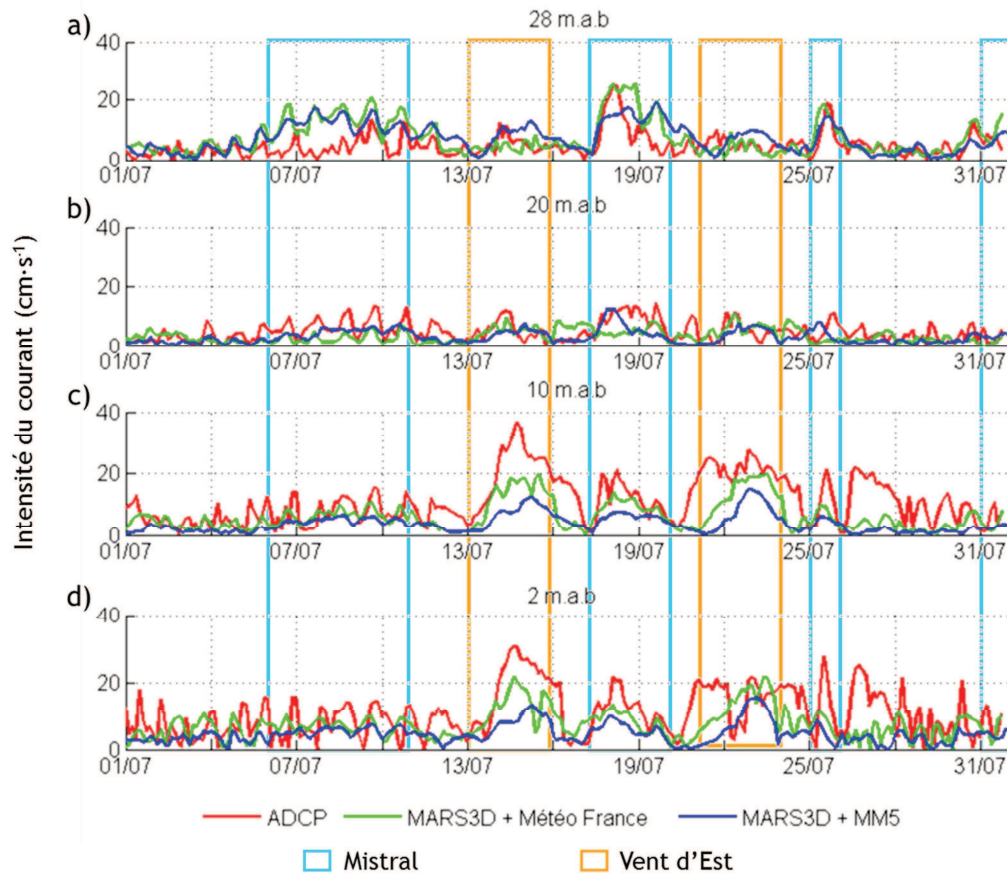 a)
28 m.a.b
40
20
0
01/07 07/07 13/07 19/07 25/07 31/07
b)
20 m.a.b
40
20
0
01/07 07/07 13/07 19/07 25/07 31/07
Intensité du courant (cm·s⁻¹)
c)
10 m.a.b
40
20
0
01/07 07/07 13/07 19/07 25/07 31/07
d)
2 m.a.b
40
20
0
01/07 07/07 13/07 19/07 25/07 31/07
ADCP MARS3D + Météo France MARS3D + MM5
Mistral Vent d’Est